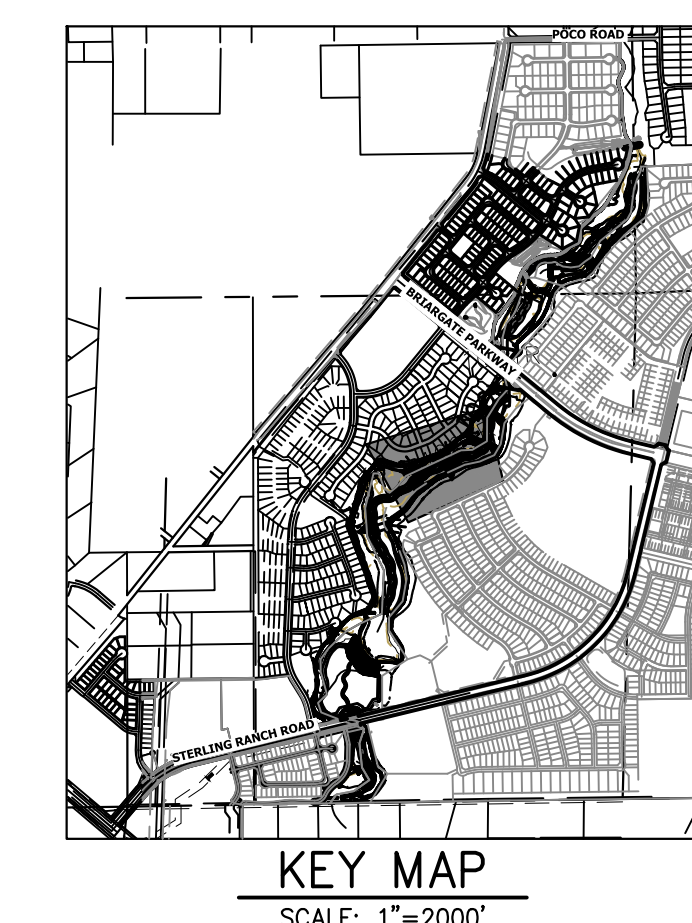 POCO ROAD
BRIARGATE PARKWAY
STERLING RANCH ROAD
KEY MAP
SCALE: 1"=2000'